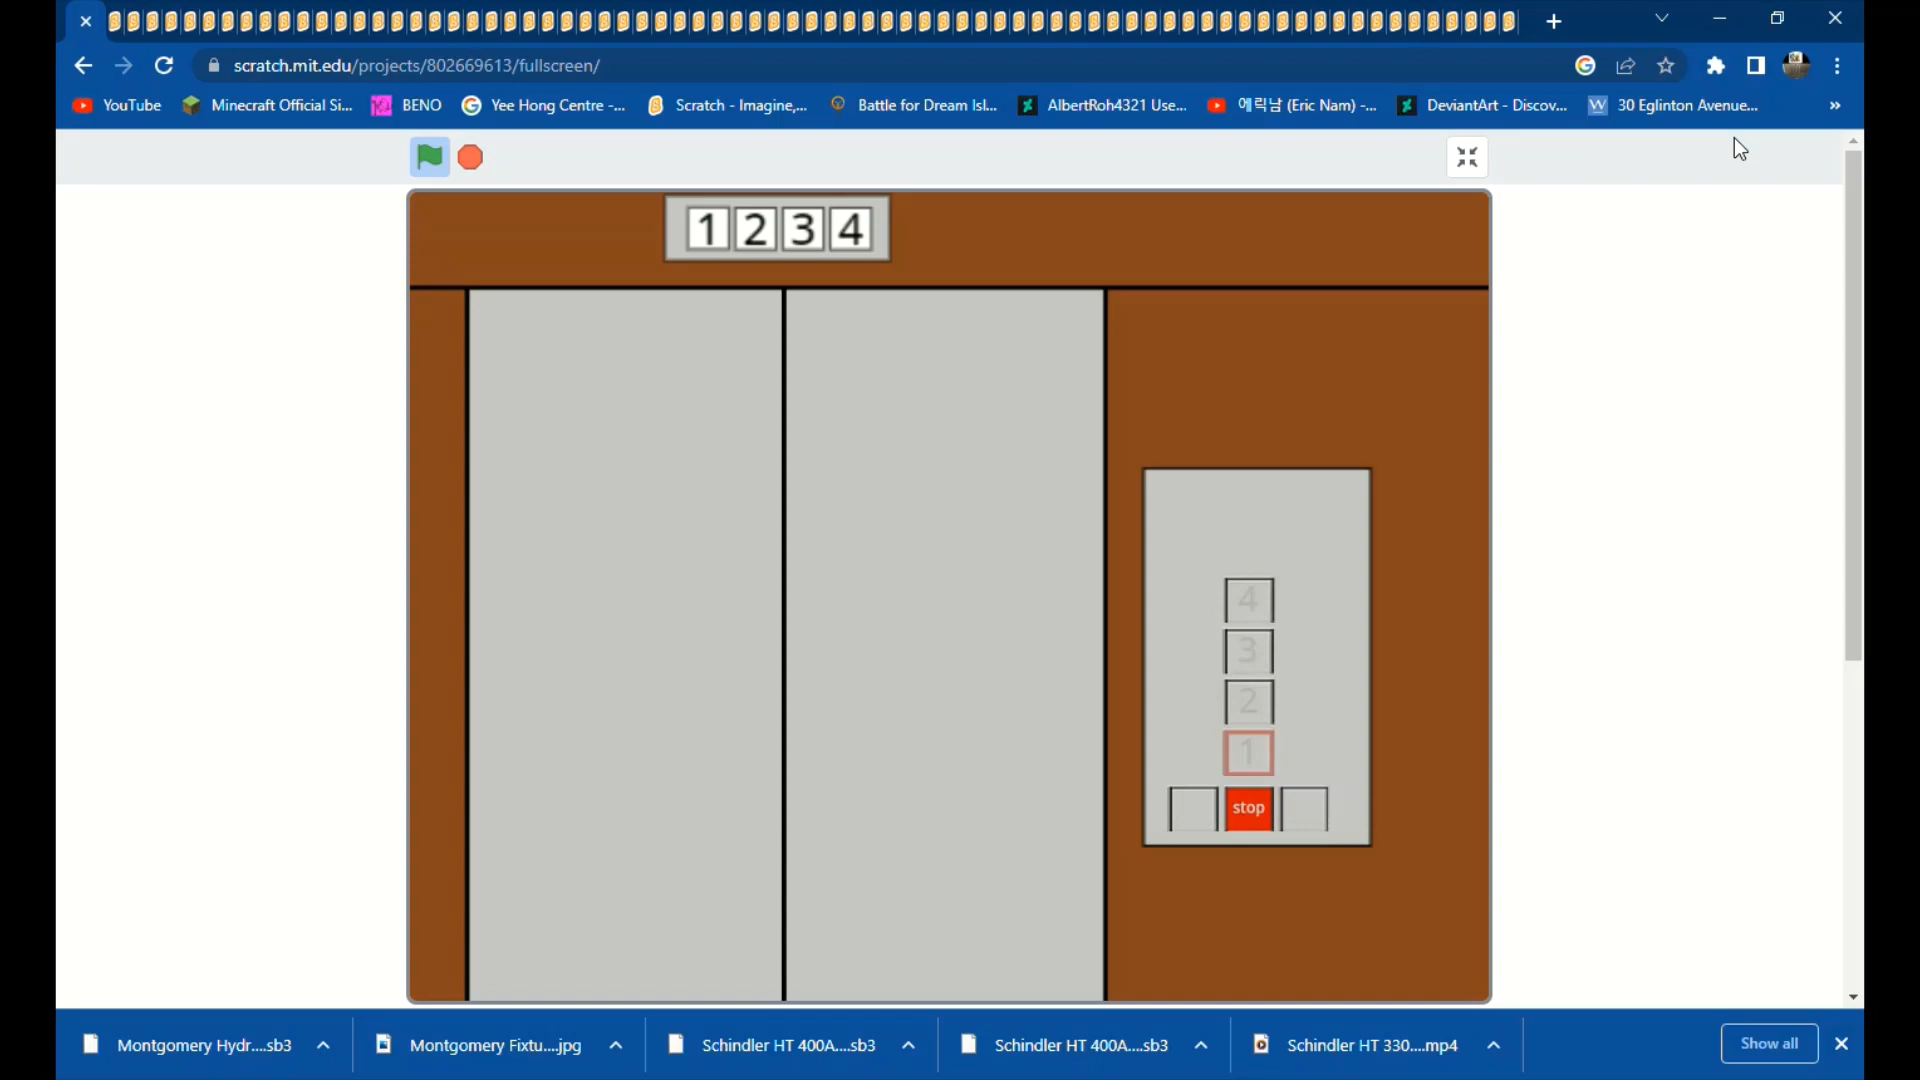 scratch.mit.edu/projects/802669613/fullscreen/
YouTube Minecraft Official Si... BENO Yee Hong Centre -... Scratch - Imagine,... Battle for Dream Isl... AlbertRoh4321 Use... 에릭남 (Eric Nam) -... DeviantArt - Discov... 30 Eglinton Avenue... »
1 2 3 4
4
3
2
1
stop
Montgomery Hydr....sb3 Montgomery Fixtu....jpg Schindler HT 400A....sb3 Schindler HT 400A....sb3 Schindler HT 330....mp4 Show all